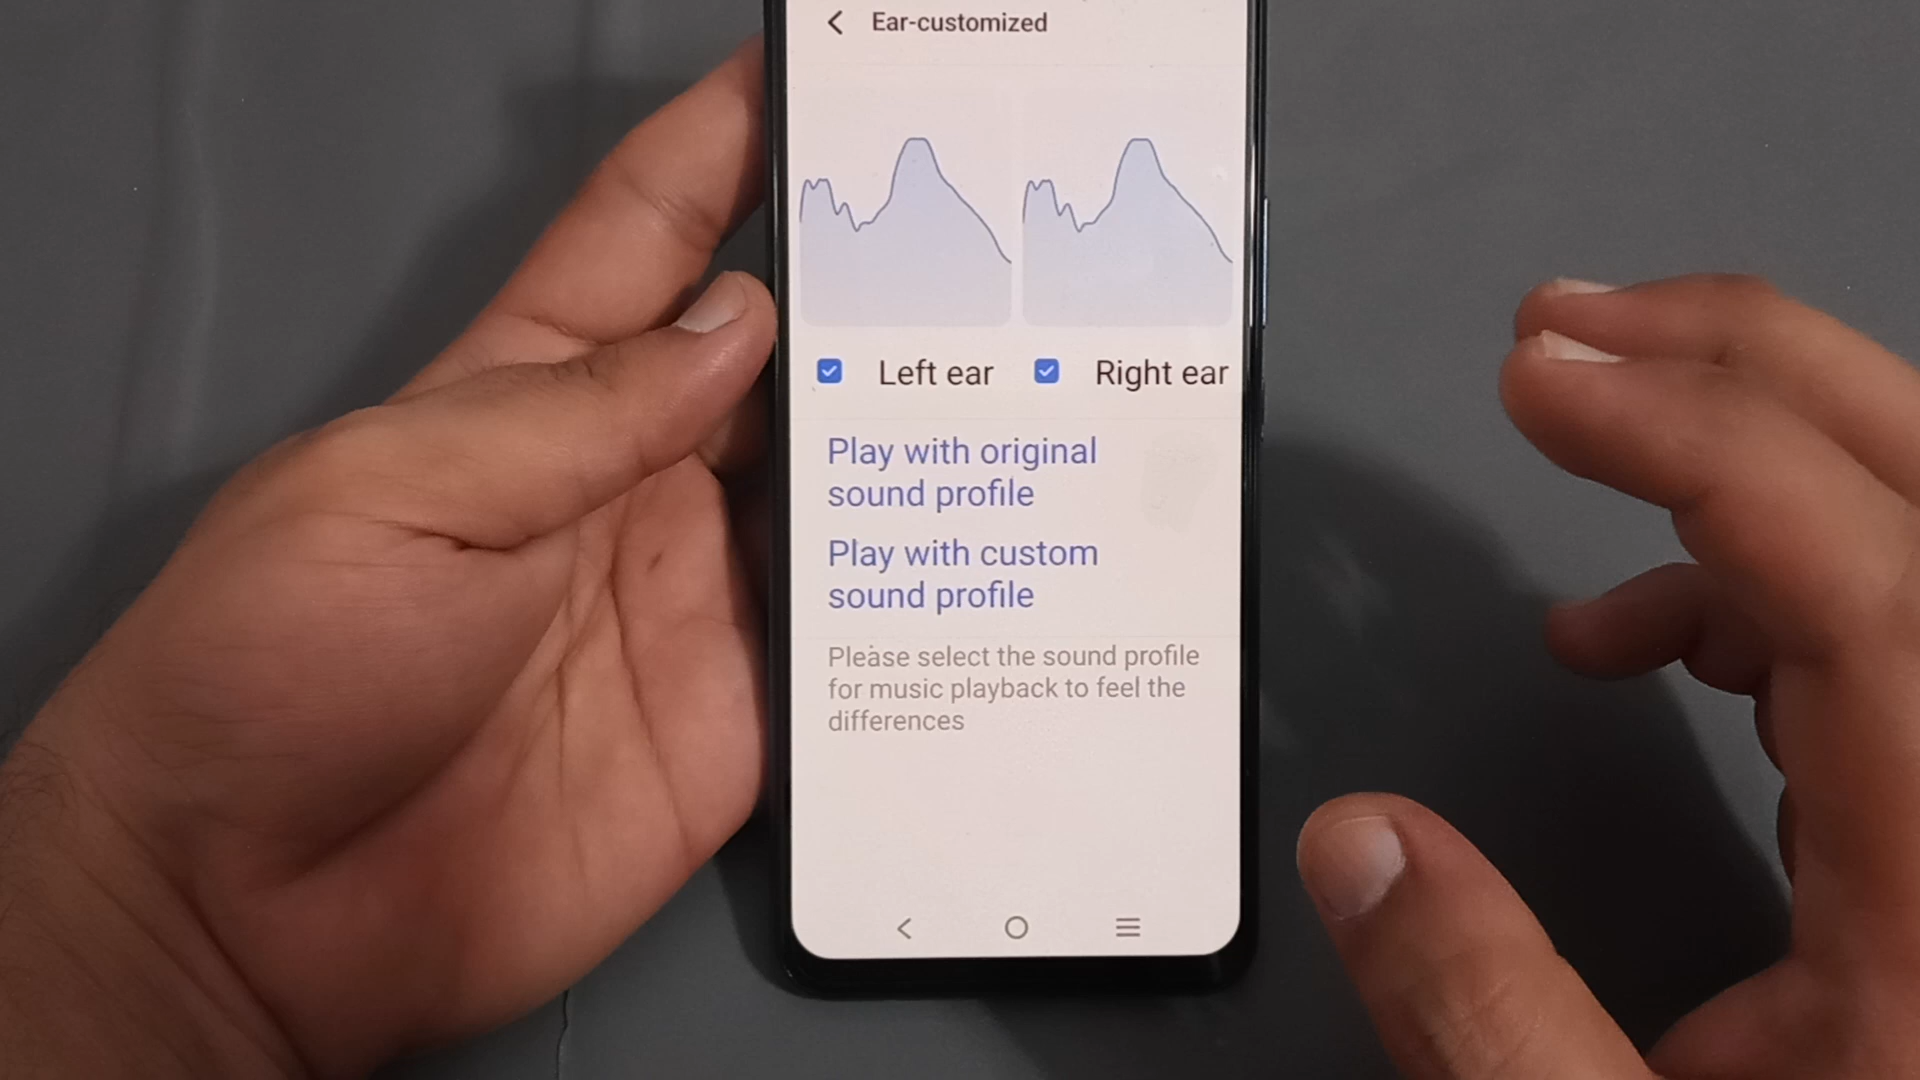 Ear-customized
Left ear
Right ear
Play with original
sound profile
Play with custom
sound profile
Please select the sound profile
for music playback to feel the
differences